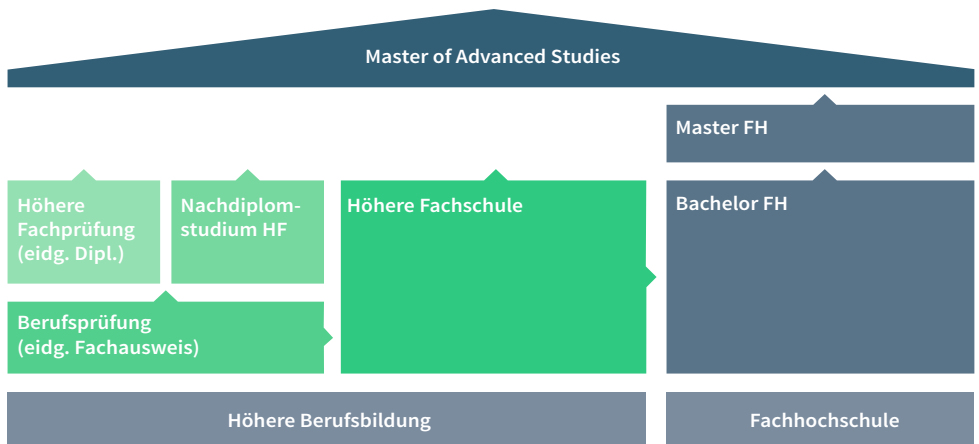 Master of Advanced Studies
Master FH
Höhere
Fachprüfung
(eidg. Dipl.)
Nachdiplom-
studium HF
Höhere Fachschule
Bachelor FH
Berufsprüfung
(eidg. Fachausweis)
Höhere Berufsbildung
Fachhochschule